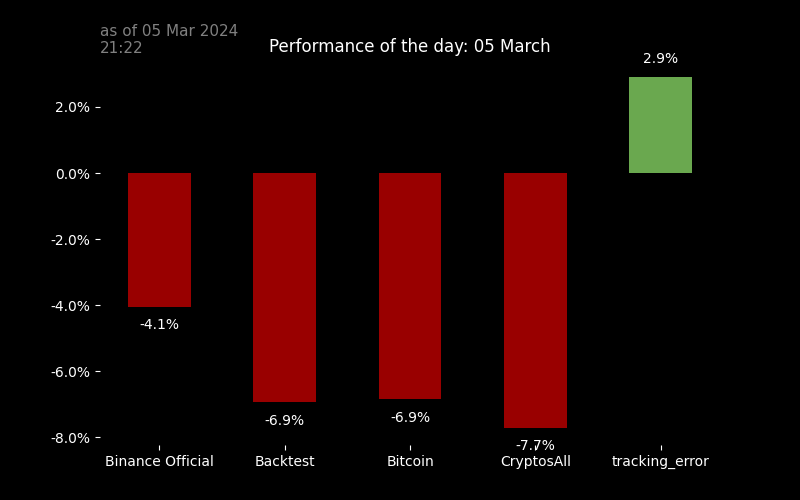 as of 05 Mar 2024
21:22
Performance of the day: 05 March
2.9%
2.0%
0.0%
-2.0%
-4.0%
-4.1%
-6.0%
-6.9%
-6.9%
-8.0%
-7.7%
Binance Official
Backtest
Bitcoin
CryptosAll
tracking_error